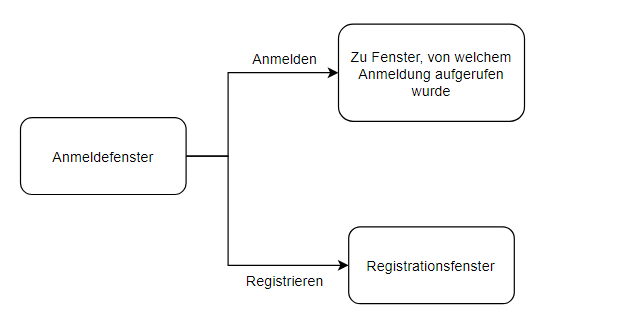 Anmelden
Zu Fenster, von welchem
Anmeldung aufgerufen
wurde
Anmeldefenster
Registrationsfenster
Registrieren